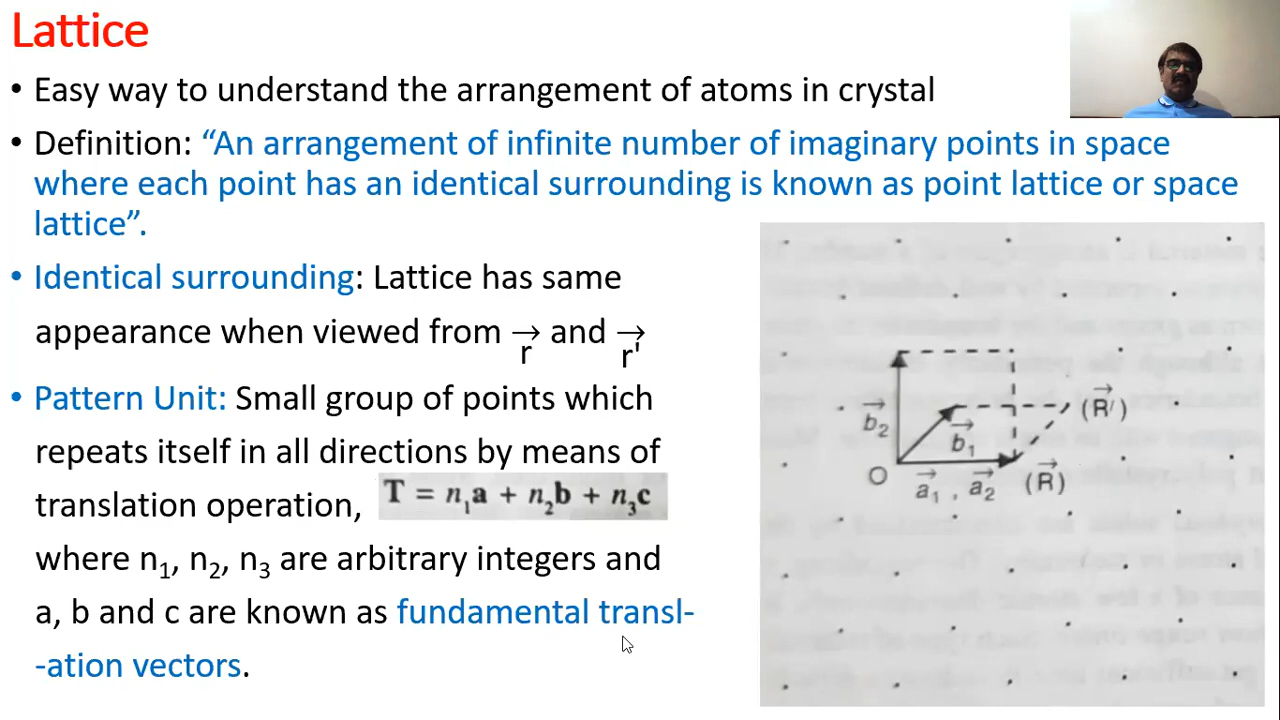 Lattice
• Easy way to understand the arrangement of atoms in crystal
• Definition: “An arrangement of infinite number of imaginary points in space
where each point has an identical surrounding is known as point lattice or space
lattice”.
• Identical surrounding: Lattice has same
appearance when viewed from r→ and r'→
• Pattern Unit: Small group of points which
repeats itself in all directions by means of
translation operation, T = n₁a + n₂b + n₃c
where n₁, n₂, n₃ are arbitrary integers and
a, b and c are known as fundamental transl-
-ation vectors.
b₂→
b₁→
(R'→)
O
a₁→ , a₂→
(R→)